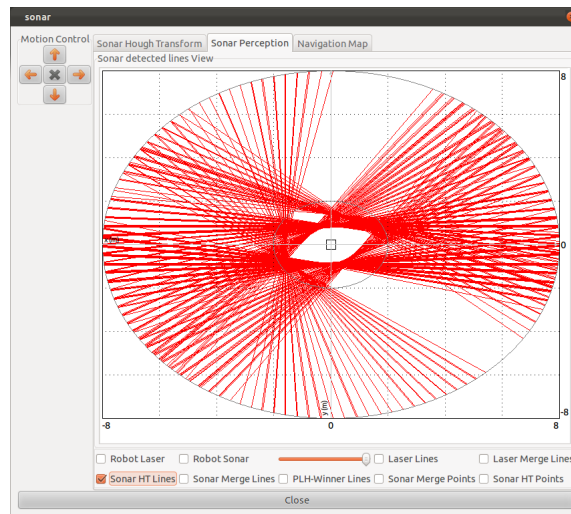 sonar
Motion Control
Sonar Hough Transform Sonar Perception Navigation Map
Sonar detected lines View
8
0
-8
-8 0 8
y (m)
Robot Laser Robot Sonar Laser Lines Laser Merge Lines
Sonar HT Lines Sonar Merge Lines PLH-Winner Lines Sonar Merge Points Sonar HT Points
Close